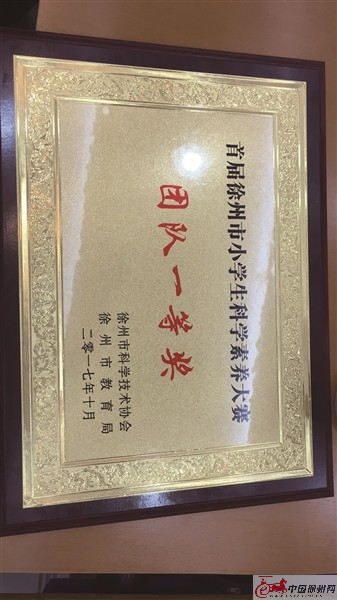 首届徐州市小学生科学素养大赛
团队一等奖
徐州市科学技术协会
徐州市教育局
二零一七年十月
中国徐州网